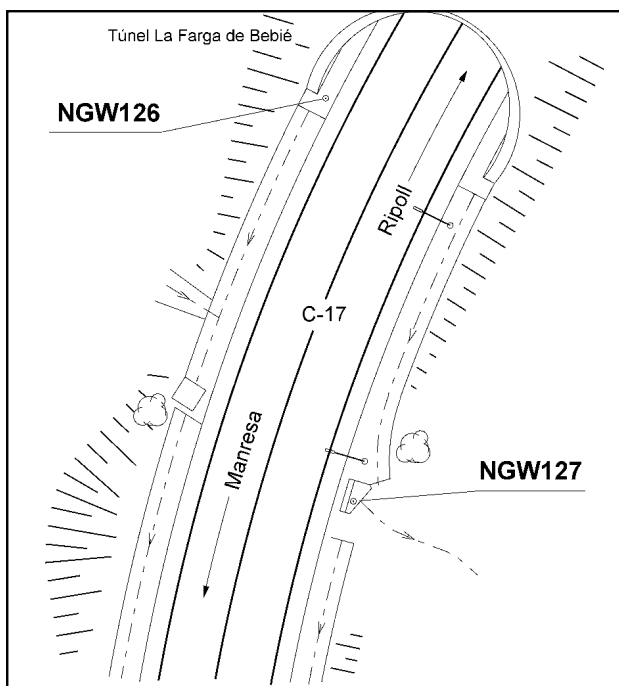 Túnel La Farga de Bebié
NGW126
Ripoll
C-17
Manresa
NGW127